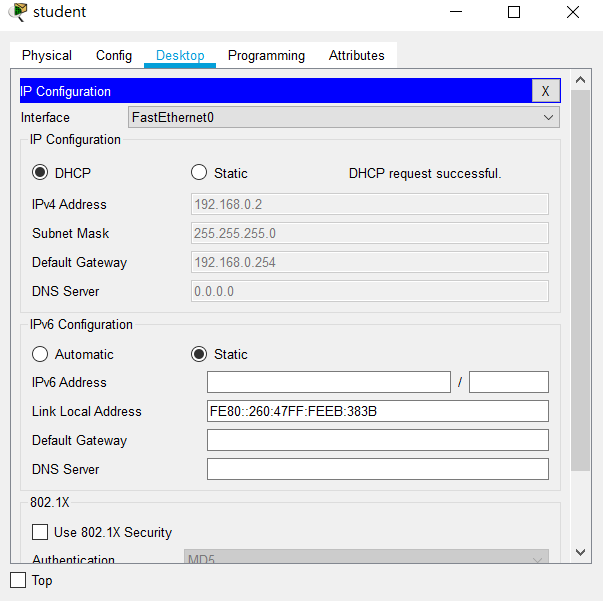 student
Physical Config Desktop Programming Attributes
IP Configuration X
Interface FastEthernet0
IP Configuration
DHCP Static DHCP request successful.
IPv4 Address 192.168.0.2
Subnet Mask 255.255.255.0
Default Gateway 192.168.0.254
DNS Server 0.0.0.0
IPv6 Configuration
Automatic Static
IPv6 Address /
Link Local Address FE80::260:47FF:FEEB:383B
Default Gateway
DNS Server
802.1X
Use 802.1X Security
Authentication MD5
Top